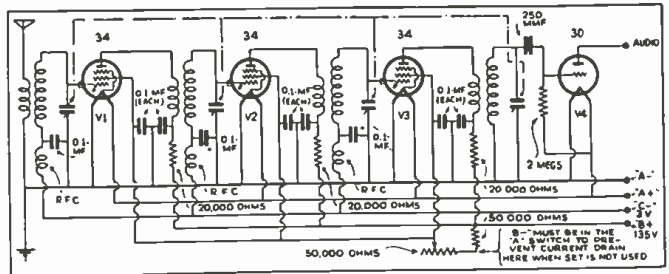 34
34
34
250 MMF
30
AUDIO
0.1-MF (EACH)
0.1-MF (EACH)
0.1-MF (EACH)
V1
V2
V3
V4
0.1-MF
0.1-MF
0.1-MF
2 MEGS
R F C
R F C
RFC
20,000 OHMS
20,000 OHMS
20 000 OHMS
"A-"
"A+"
"C-" 3V
50 000 OHMS
"B+ 135V
50,000 OHMS
"B-" MUST BE IN THE
"A" SWITCH TO PRE-
VENT CURRENT DRAIN
HERE WHEN SET IS NOT USED